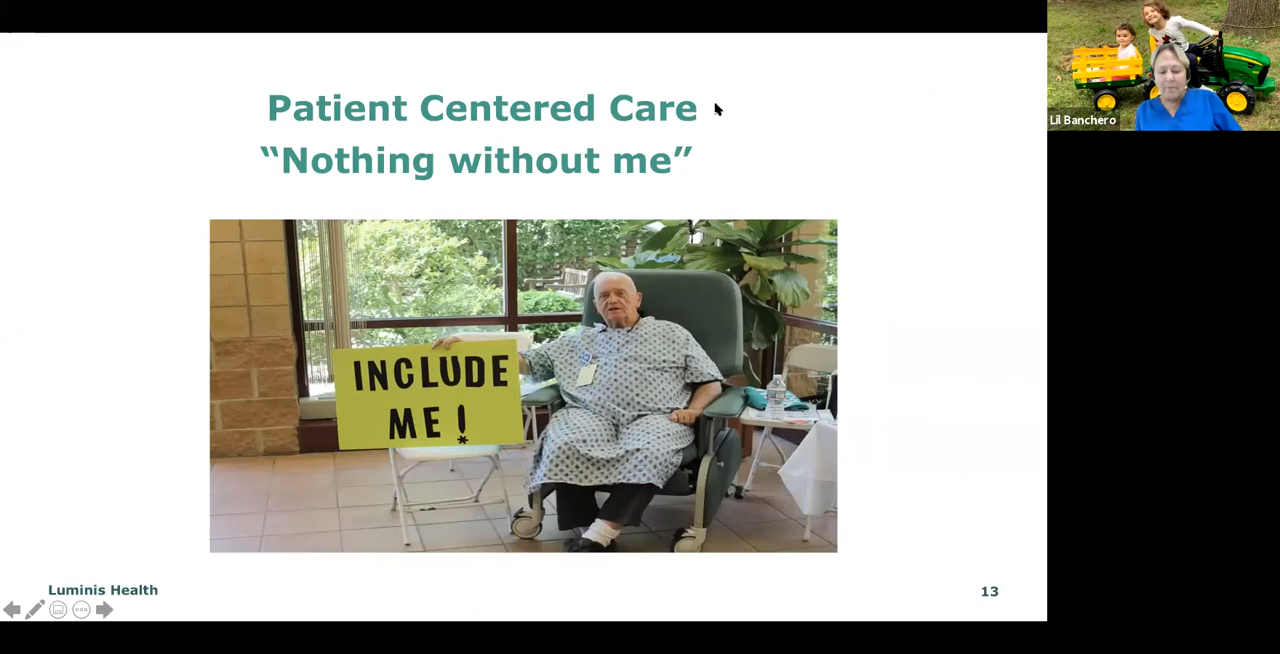 Patient Centered Care
“Nothing without me”
INCLUDE
ME!
Luminis Health
13
Lil Banchero